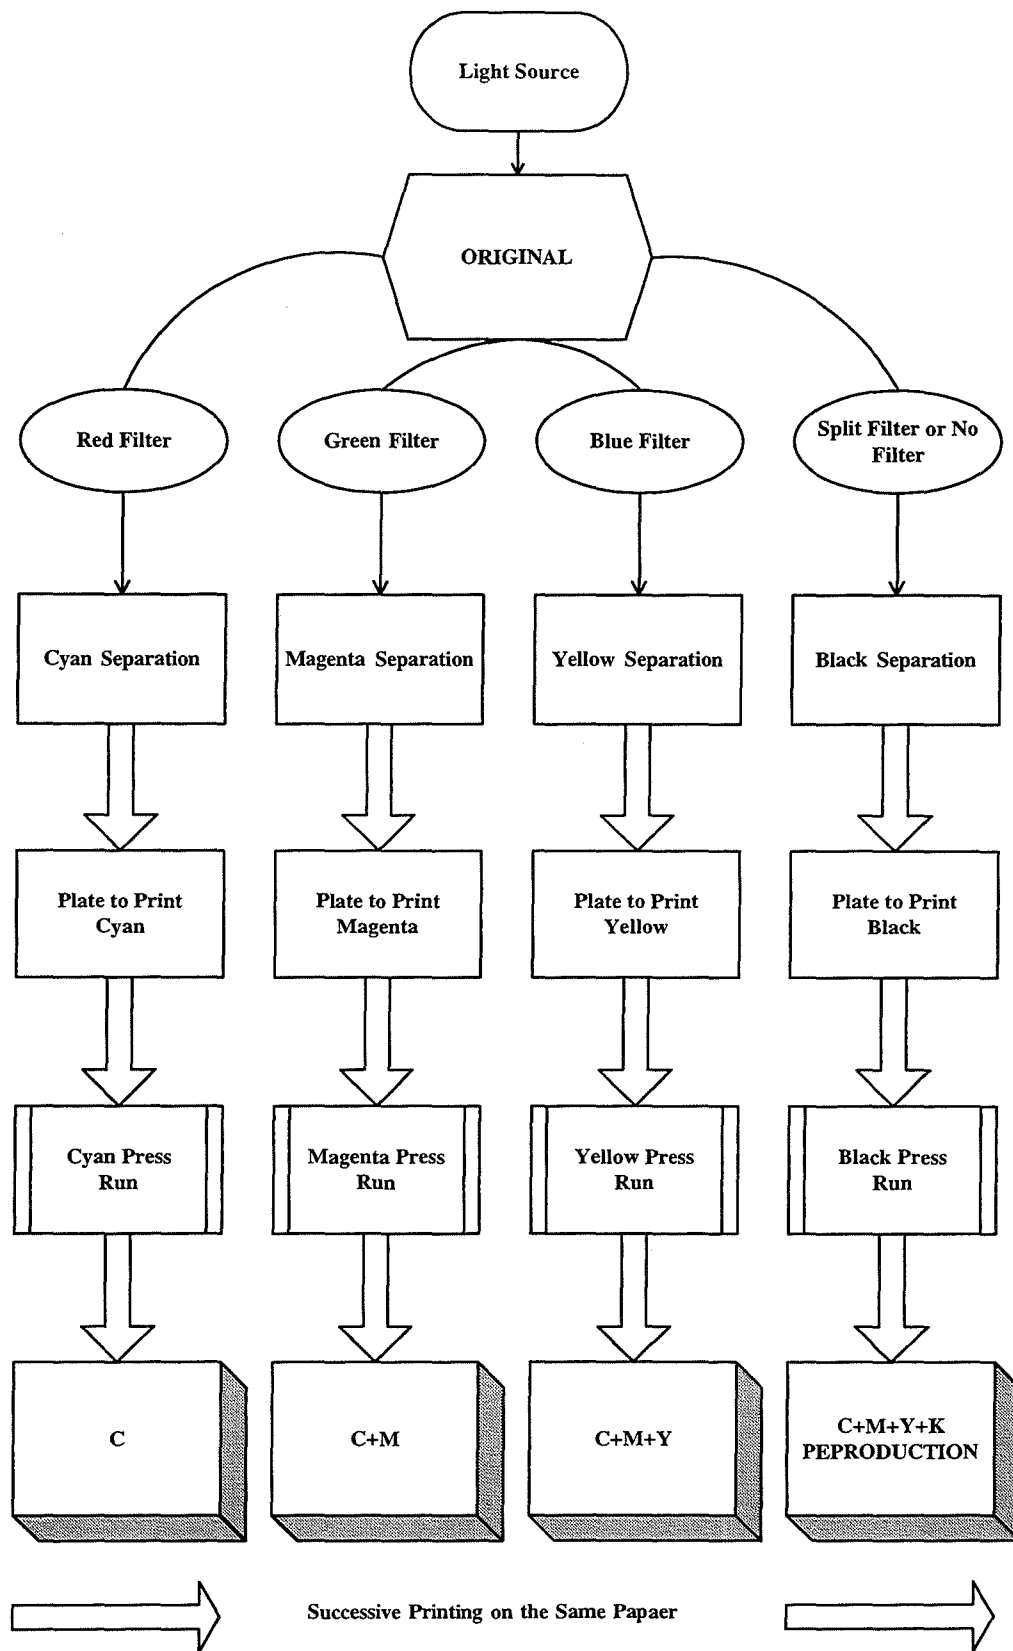 Light Source
ORIGINAL
Red Filter
Green Filter
Blue Filter
Split Filter or No
Filter
Cyan Separation
Magenta Separation
Yellow Separation
Black Separation
Plate to Print
Cyan
Plate to Print
Magenta
Plate to Print
Yellow
Plate to Print
Black
Cyan Press
Run
Magenta Press
Run
Yellow Press
Run
Black Press
Run
C
C+M
C+M+Y
C+M+Y+K
PEPRODUCTION
Successive Printing on the Same Papaer